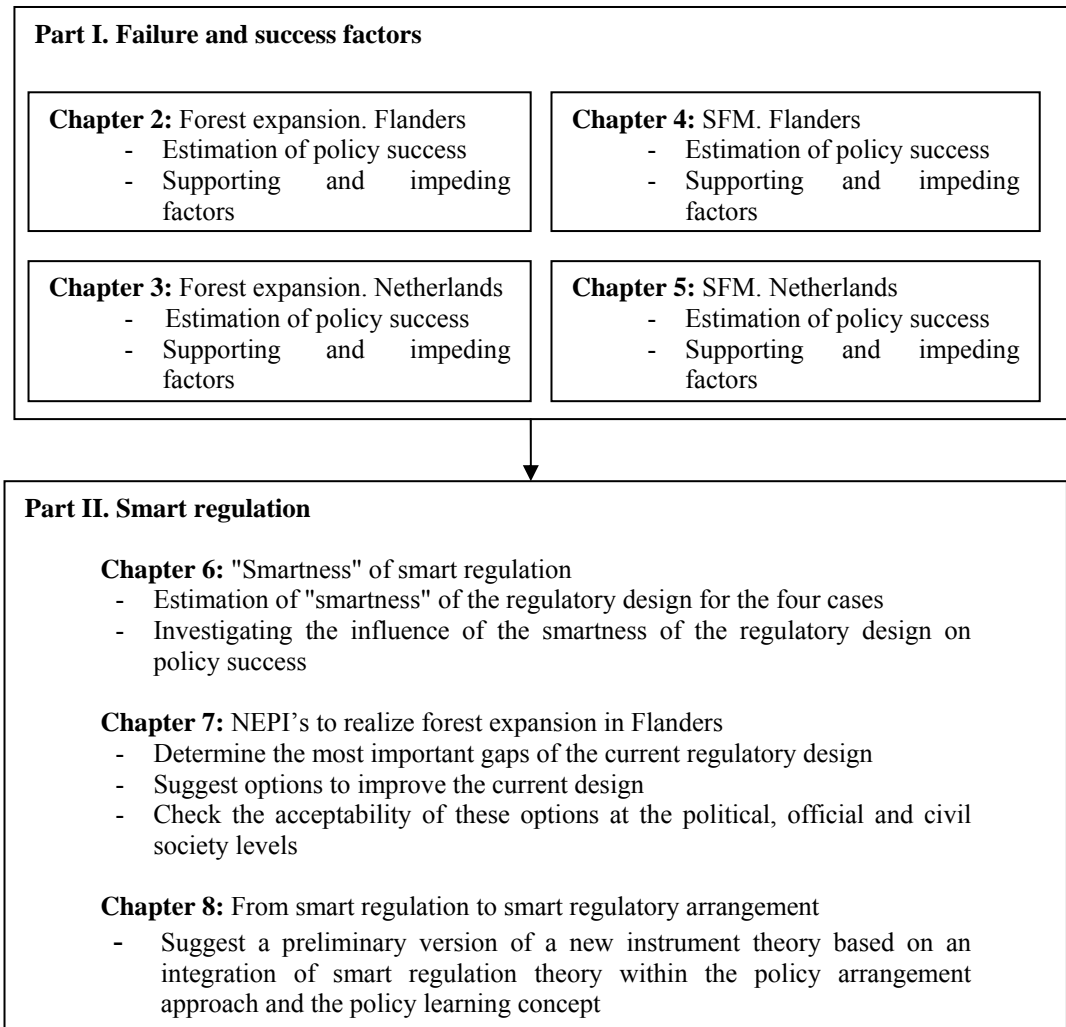 Part I. Failure and success factors
Chapter 2: Forest expansion. Flanders
- Estimation of policy success
- Supporting and impeding
factors
Chapter 4: SFM. Flanders
- Estimation of policy success
- Supporting and impeding
factors
Chapter 3: Forest expansion. Netherlands
- Estimation of policy success
- Supporting and impeding
factors
Chapter 5: SFM. Netherlands
- Estimation of policy success
- Supporting and impeding
factors
Part II. Smart regulation
Chapter 6: "Smartness" of smart regulation
- Estimation of "smartness" of the regulatory design for the four cases
- Investigating the influence of the smartness of the regulatory design on
policy success
Chapter 7: NEPI’s to realize forest expansion in Flanders
- Determine the most important gaps of the current regulatory design
- Suggest options to improve the current design
- Check the acceptability of these options at the political, official and civil
society levels
Chapter 8: From smart regulation to smart regulatory arrangement
- Suggest a preliminary version of a new instrument theory based on an
integration of smart regulation theory within the policy arrangement
approach and the policy learning concept